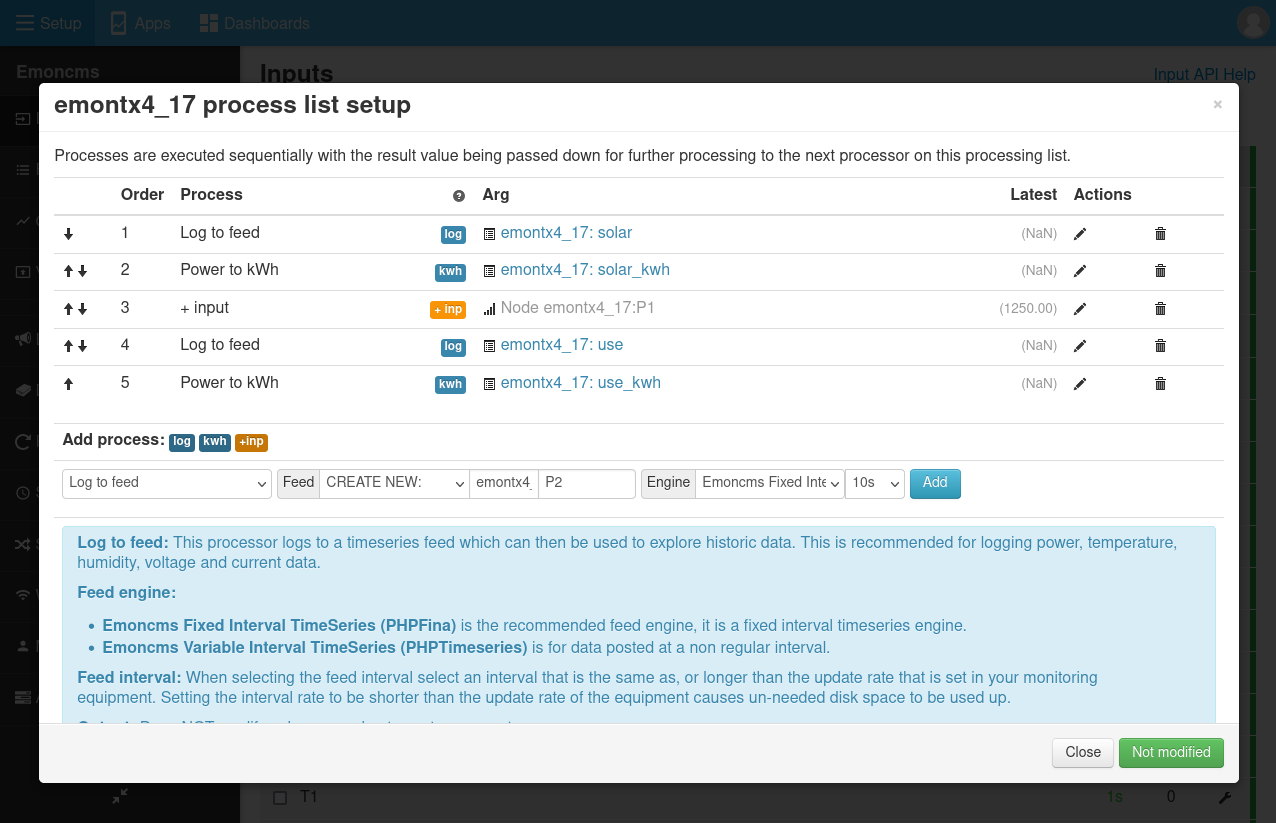 Setup Apps Dashboards
Emoncms
Inputs
Input API Help
emontx4_17 process list setup
×
Processes are executed sequentially with the result value being passed down for further processing to the next processor on this processing list.
Order Process ? Arg Latest Actions
1 Log to feed log emontx4_17: solar (NaN)
2 Power to kWh kwh emontx4_17: solar_kwh (NaN)
3 + input + inp Node emontx4_17:P1 (1250.00)
4 Log to feed log emontx4_17: use (NaN)
5 Power to kWh kwh emontx4_17: use_kwh (NaN)
Add process: log kwh +inp
Log to feed Feed CREATE NEW: emontx4_ P2 Engine Emoncms Fixed Inte 10s Add
Log to feed: This processor logs to a timeseries feed which can then be used to explore historic data. This is recommended for logging power, temperature,
humidity, voltage and current data.
Feed engine:
• Emoncms Fixed Interval TimeSeries (PHPFina) is the recommended feed engine, it is a fixed interval timeseries engine.
• Emoncms Variable Interval TimeSeries (PHPTimeseries) is for data posted at a non regular interval.
Feed interval: When selecting the feed interval select an interval that is the same as, or longer than the update rate that is set in your monitoring
equipment. Setting the interval rate to be shorter than the update rate of the equipment causes un-needed disk space to be used up.
Close Not modified
T1 1s 0